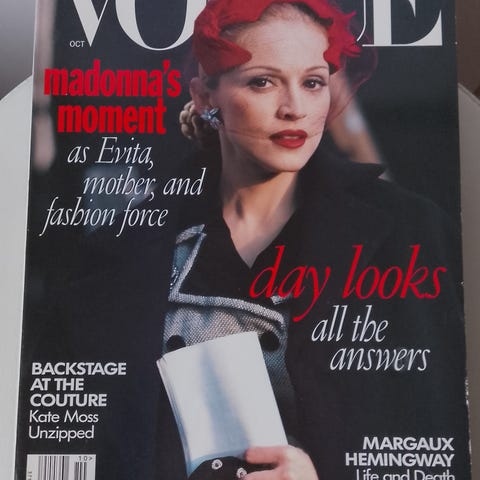 VOGUE
OCT
madonna's
moment
as Evita,
mother, and
fashion force
day looks
all the
answers
BACKSTAGE
AT THE
COUTURE
Kate Moss
Unzipped
MARGAUX
HEMINGWAY
Life and Death
10>